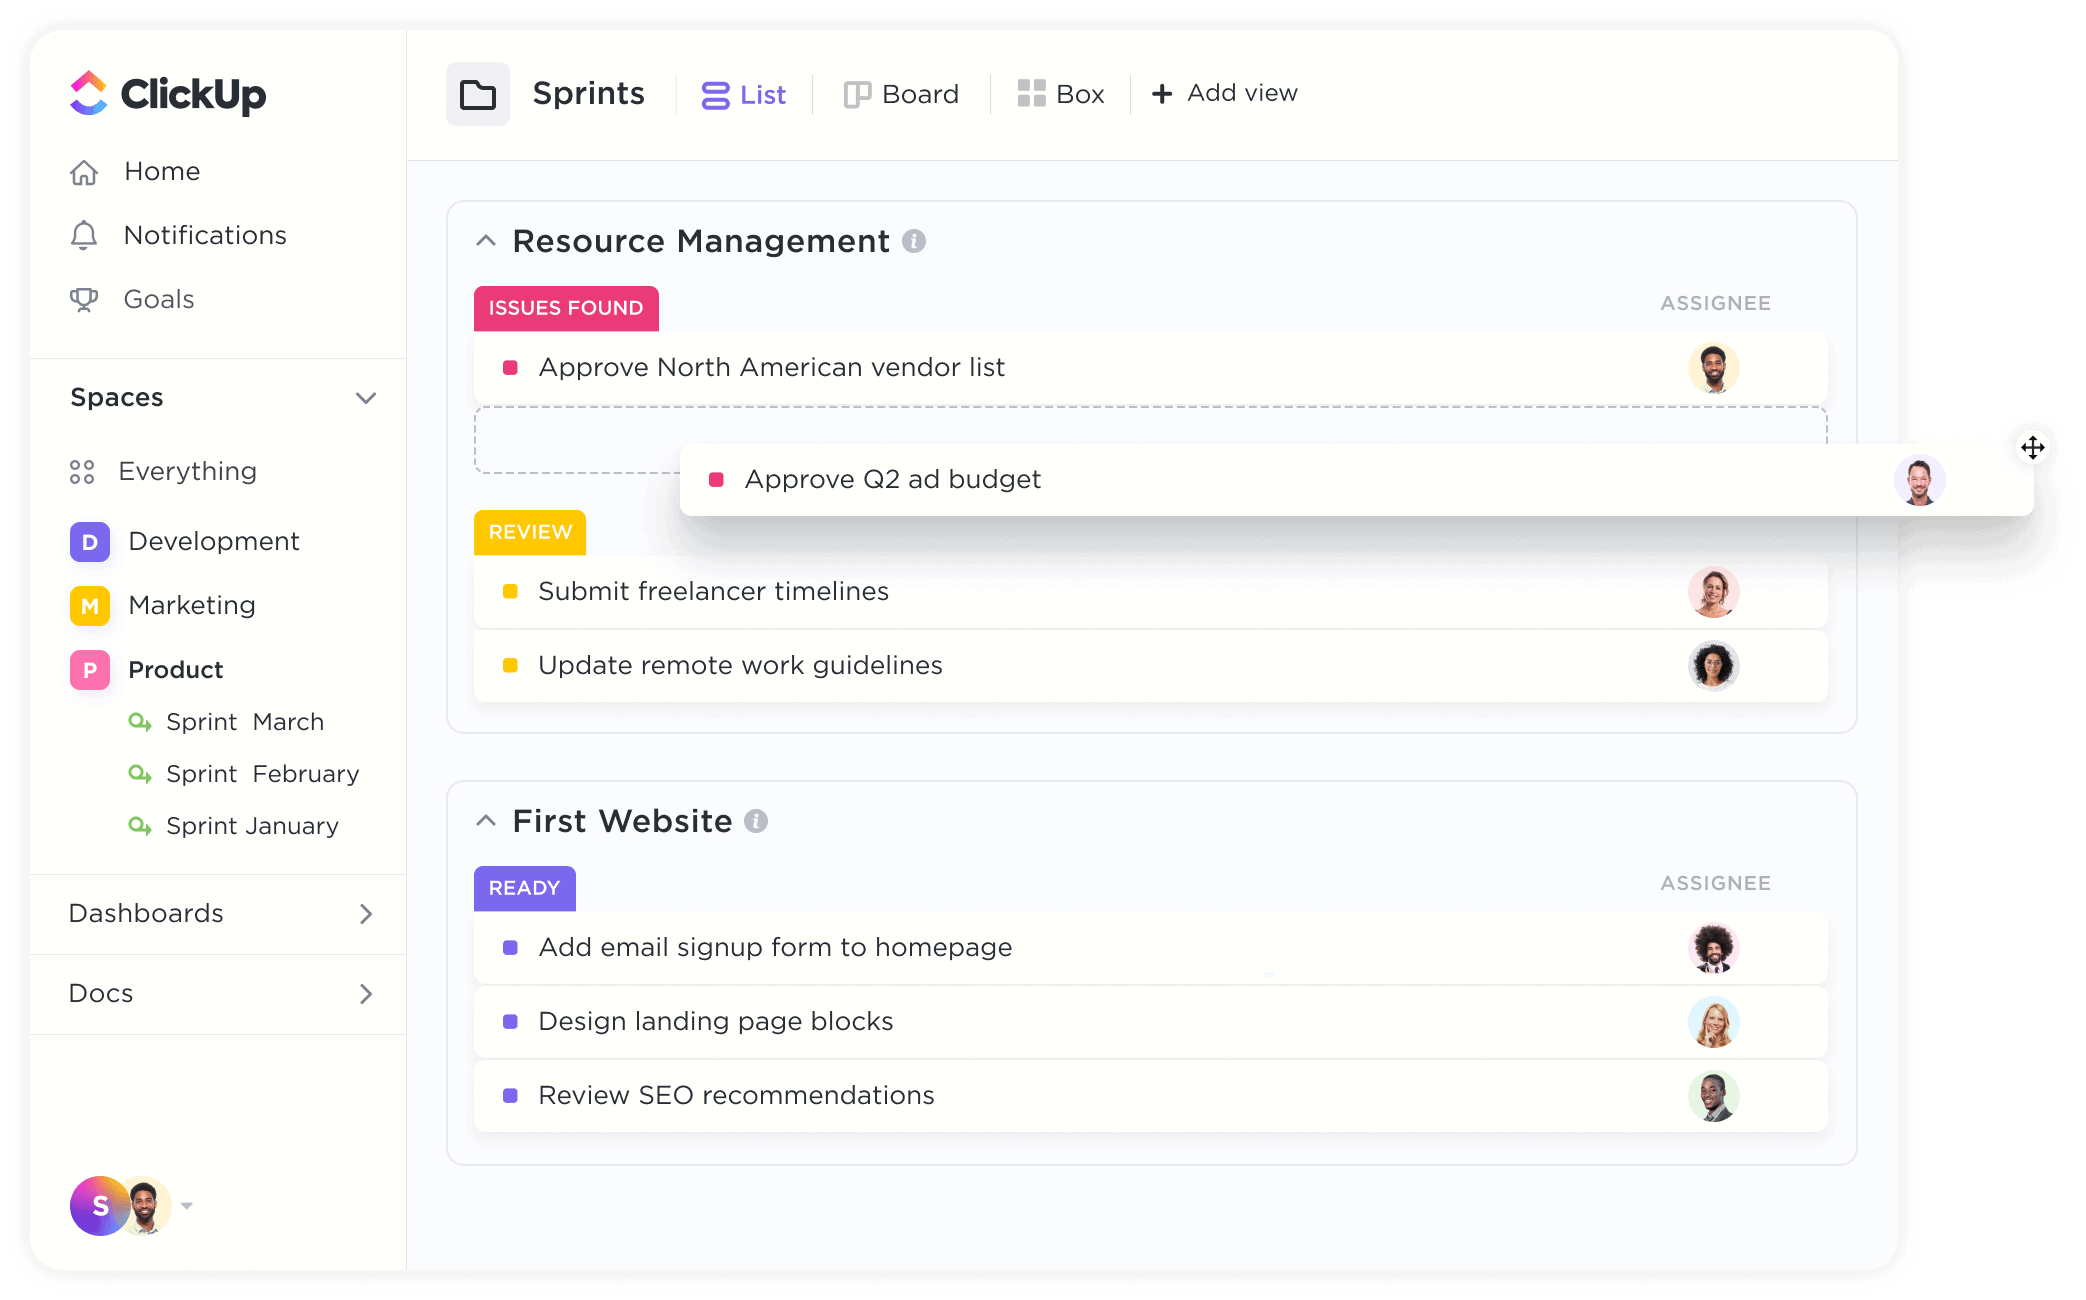 ClickUp
Home
Notifications
Goals
Spaces
Everything
D Development
M Marketing
P Product
Sprint March
Sprint February
Sprint January
Dashboards
Docs
S
Sprints List Board Box + Add view
Resource Management i
ISSUES FOUND ASSIGNEE
Approve North American vendor list
Approve Q2 ad budget
REVIEW
Submit freelancer timelines
Update remote work guidelines
First Website i
READY ASSIGNEE
Add email signup form to homepage
Design landing page blocks
Review SEO recommendations